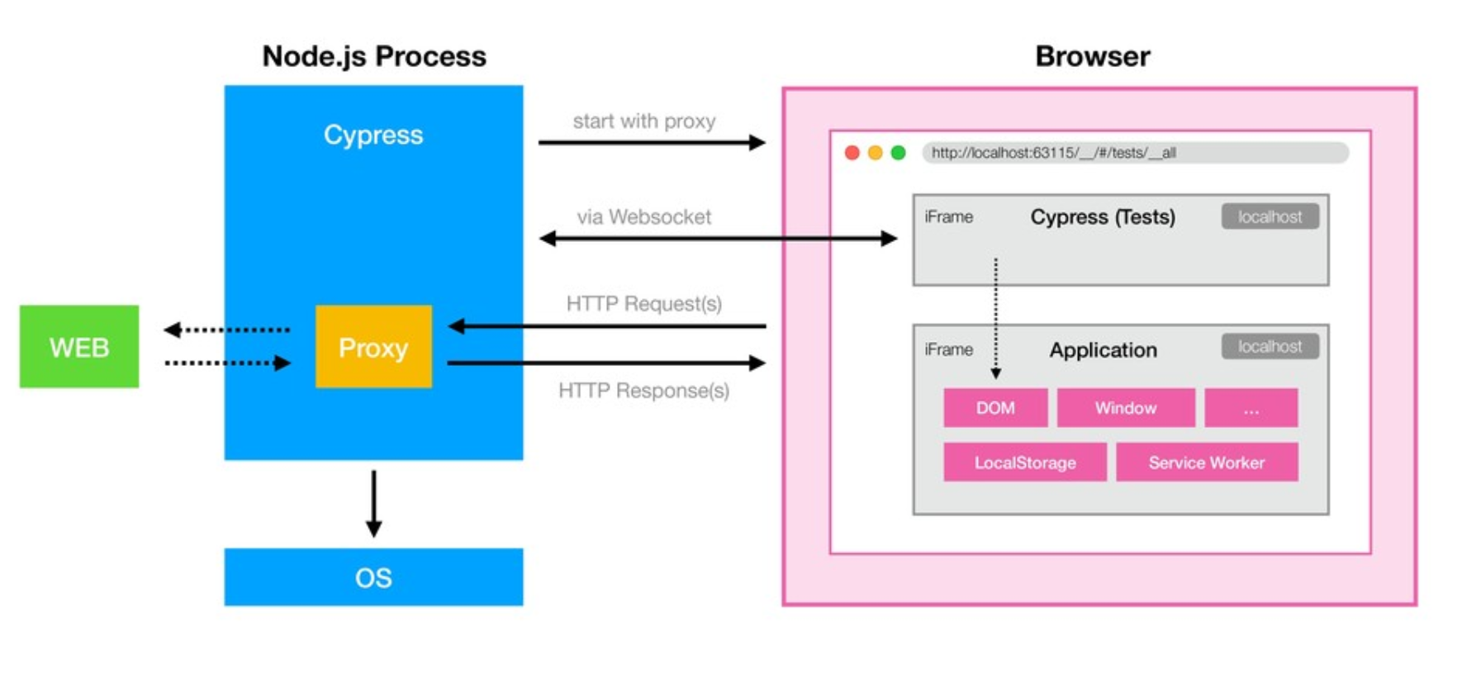 Node.js Process
Browser
Cypress
start with proxy
http://localhost:63115/__/#/tests/__all
via Websocket
iFrame
Cypress (Tests)
localhost
HTTP Request(s)
WEB
Proxy
HTTP Response(s)
iFrame
Application
localhost
DOM
Window
...
LocalStorage
Service Worker
OS